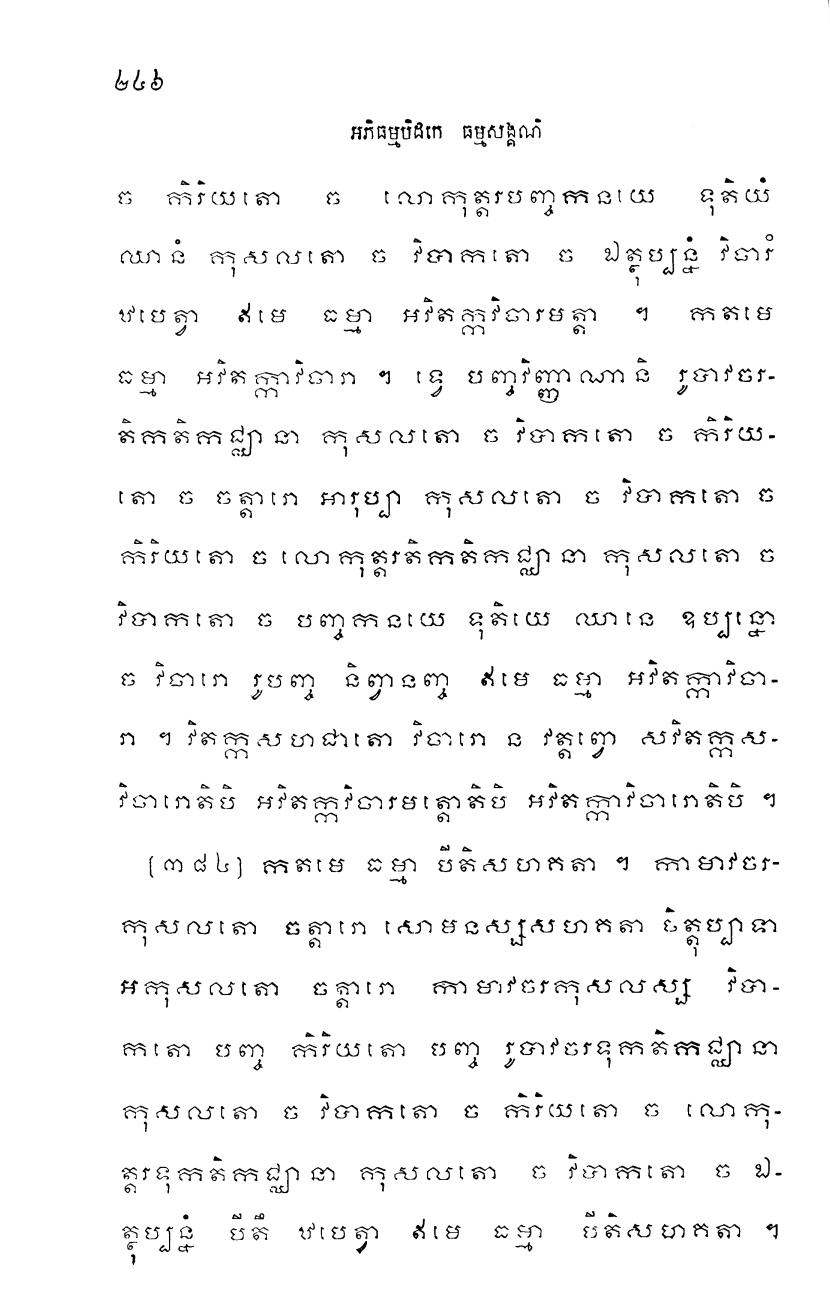 ២៤៦
អភិធម្មបិដកេ ធម្មសង្គណិ
ច កិរិយតោ ច លោកុត្តរបញ្ចកនយេ ទុតិយំ
ឈានំ កុសលតោ ច វិបាកតោ ច ឯត្ថុប្បន្នំ វិចារំ
ឋបេត្វា ឥមេ ធម្មា អវិតក្កវិចារមត្តា ។ កតមេ
ធម្មា អវិតក្កាវិចារា ។ ទ្វេ បញ្ចវិញ្ញាណានិ រូបាវចរ-
តិកតិកជ្ឈានា កុសលតោ ច វិបាកតោ ច កិរិយ-
តោ ច ចត្តារោ អារុប្បា កុសលតោ ច វិបាកតោ ច
កិរិយតោ ច លោកុត្តរតិកតិកជ្ឈានា កុសលតោ ច
វិបាកតោ ច បញ្ចកនយេ ទុតិយេ ឈានេ ឧប្បន្នោ
ច វិចារោ រូបញ្ច និព្វានញ្ច ឥមេ ធម្មា អវិតក្កាវិចា-
រា ។ វិតក្កសហជាតោ វិចារោ ន វត្តព្វោ សវិតក្កស-
វិចារោតិបិ អវិតក្កវិចារមត្តោតិបិ អវិតក្កាវិចារោតិបិ ។
[៣៨៤] កតមេ ធម្មា បីតិសហគតា ។ កាមាវចរ-
កុសលតោ ចត្តារោ សោមនស្សសហគតា ចិត្តុប្បាទា
អកុសលតោ ចត្តារោ កាមាវចរកុសលស្ស វិបា-
កតោ បញ្ច កិរិយតោ បញ្ច រូបាវចរទុកតិកជ្ឈានា
កុសលតោ ច វិបាកតោ ច កិរិយតោ ច លោកុ-
ត្តរទុកតិកជ្ឈានា កុសលតោ ច វិបាកតោ ច ឯ-
ត្ថុប្បន្នំ បីតឹ ឋបេត្វា ឥមេ ធម្មា បីតិសហគតា ។